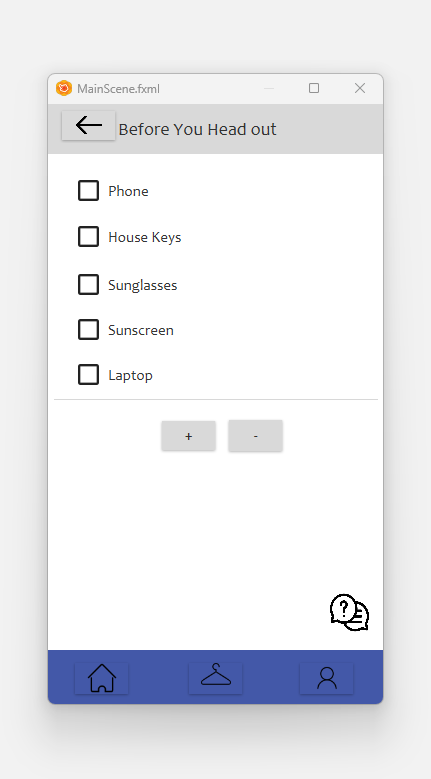 MainScene.fxml
Before You Head out
Phone
House Keys
Sunglasses
Sunscreen
Laptop
+ -
?